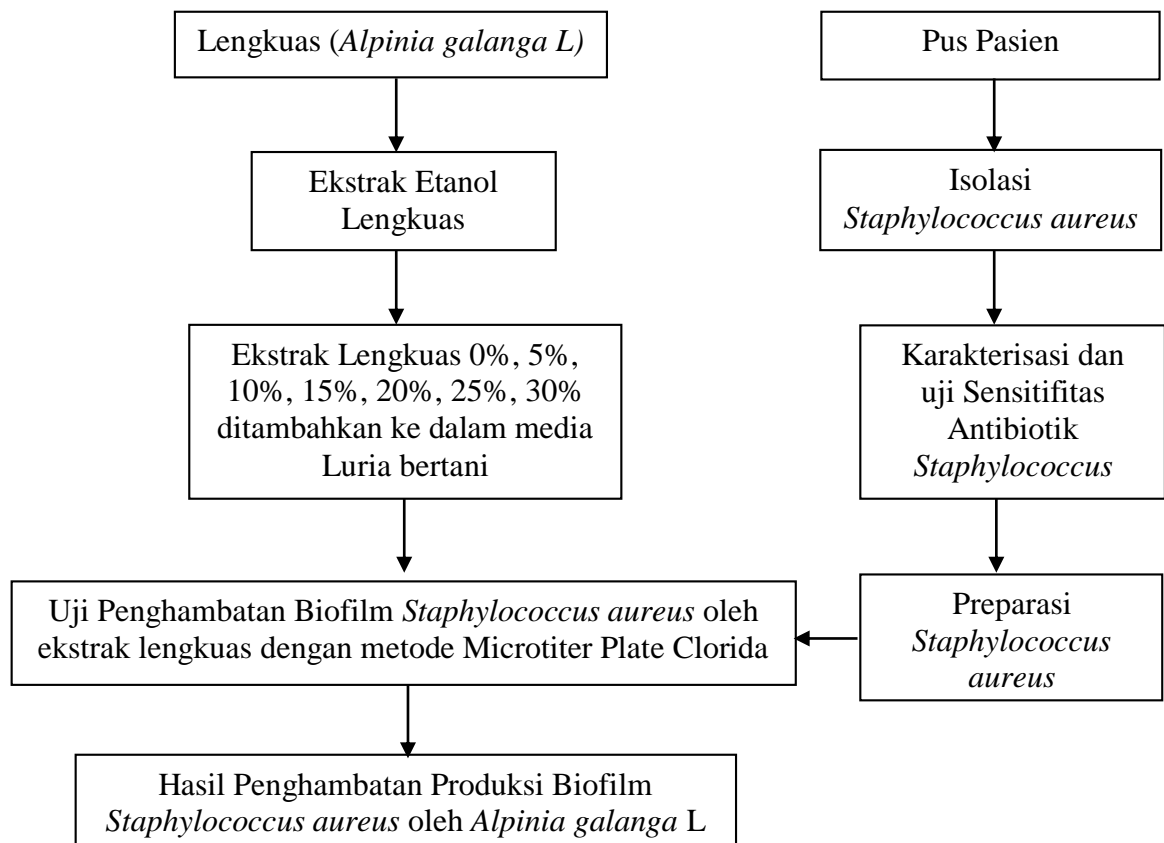 Lengkuas (Alpinia galanga L)
Pus Pasien
Ekstrak Etanol
Lengkuas
Isolasi
Staphylococcus aureus
Ekstrak Lengkuas 0%, 5%,
10%, 15%, 20%, 25%, 30%
ditambahkan ke dalam media
Luria bertani
Karakterisasi dan
uji Sensitifitas
Antibiotik
Staphylococcus
Uji Penghambatan Biofilm Staphylococcus aureus oleh
ekstrak lengkuas dengan metode Microtiter Plate Clorida
Preparasi
Staphylococcus
aureus
Hasil Penghambatan Produksi Biofilm
Staphylococcus aureus oleh Alpinia galanga L